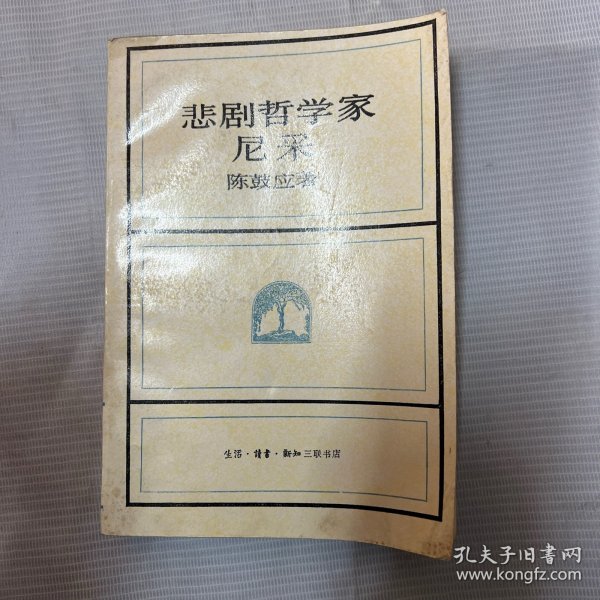 悲剧哲学家
尼采
陈鼓应著
生活·讀書·新知三联书店
孔夫子旧书网
www.kongfz.com